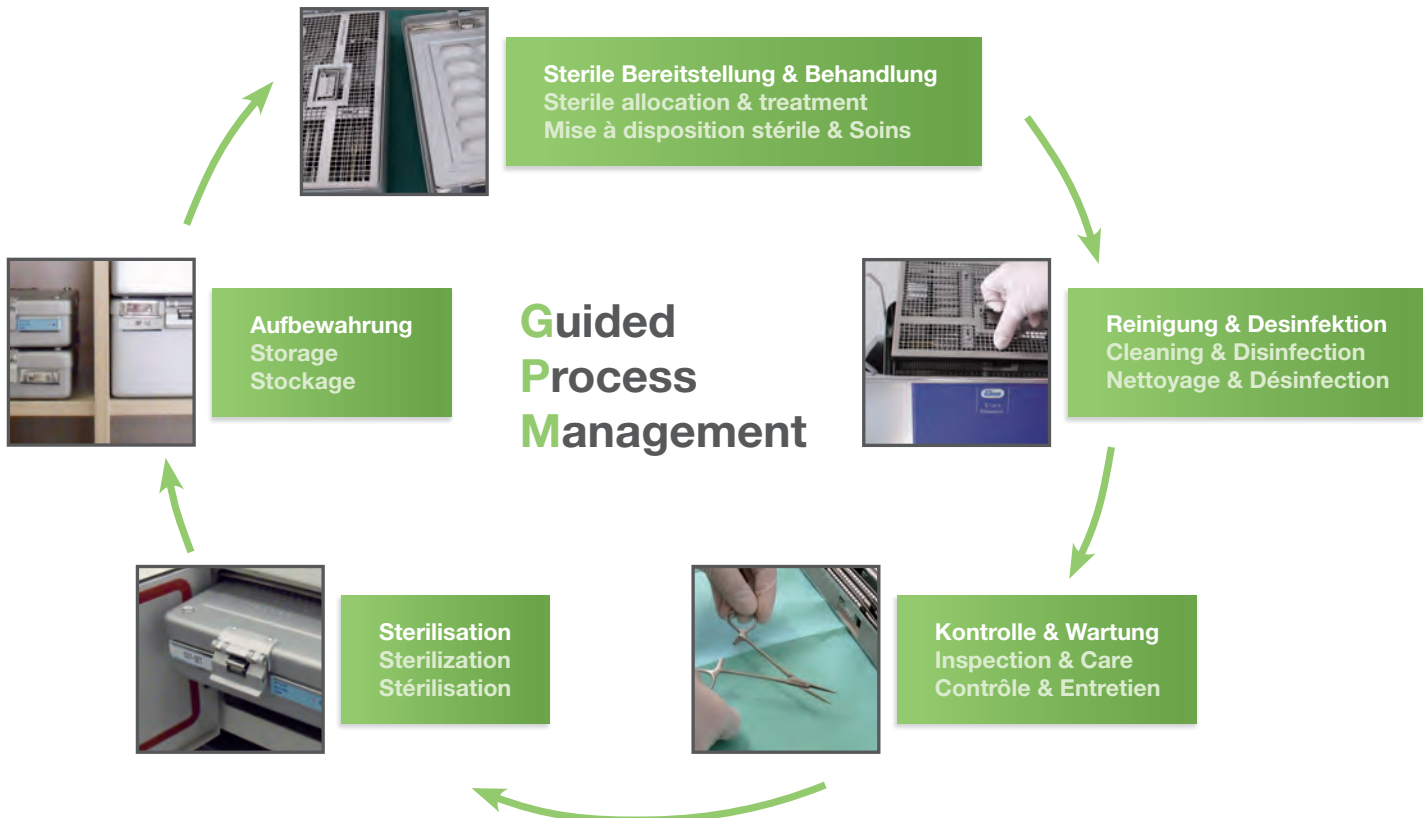 Sterile Bereitstellung & Behandlung
Sterile allocation & treatment
Mise à disposition stérile & Soins
Aufbewahrung
Storage
Stockage
Guided
Process
Management
Reinigung & Desinfektion
Cleaning & Disinfection
Nettoyage & Désinfection
Sterilisation
Sterilization
Stérilisation
Kontrolle & Wartung
Inspection & Care
Contrôle & Entretien